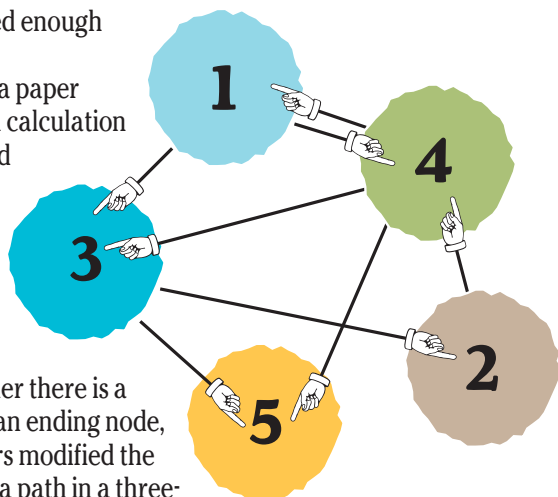 ed enough
a paper
calculation
d
er there is a
an ending node,
rs modified the
a path in a three-
1
4
3
2
5